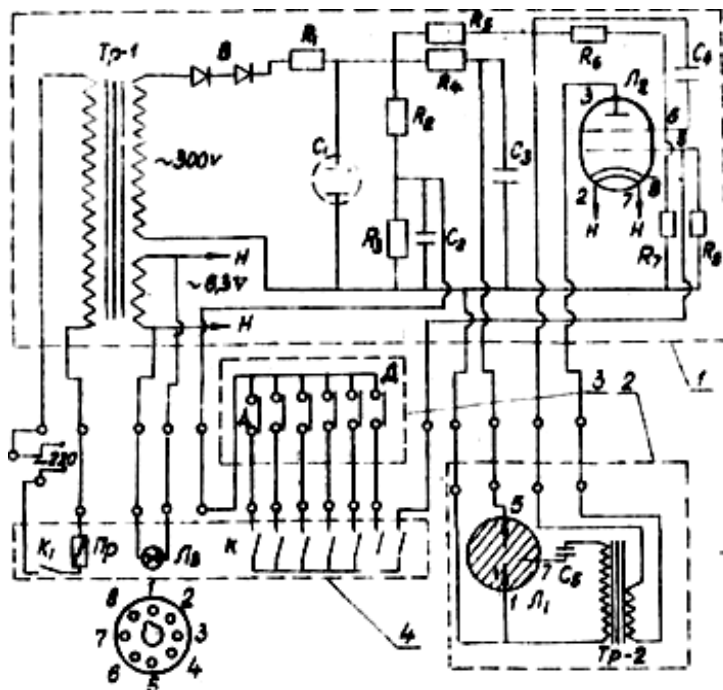 Тр-1
В
R₁
R₅
R₄
R₆
C₄
3
Л₂
6
5
8
R₂
C₁
C₃
~300v
2
7
Н
Н
R₃
C₂
R₇
R₈
Н
~6,3v
Н
Д
3
2
1
~220
К₁
Пр
Л₃
К
5
7
1
C₅
Л₁
Тр-2
4
1
8
2
7
3
6
4
5